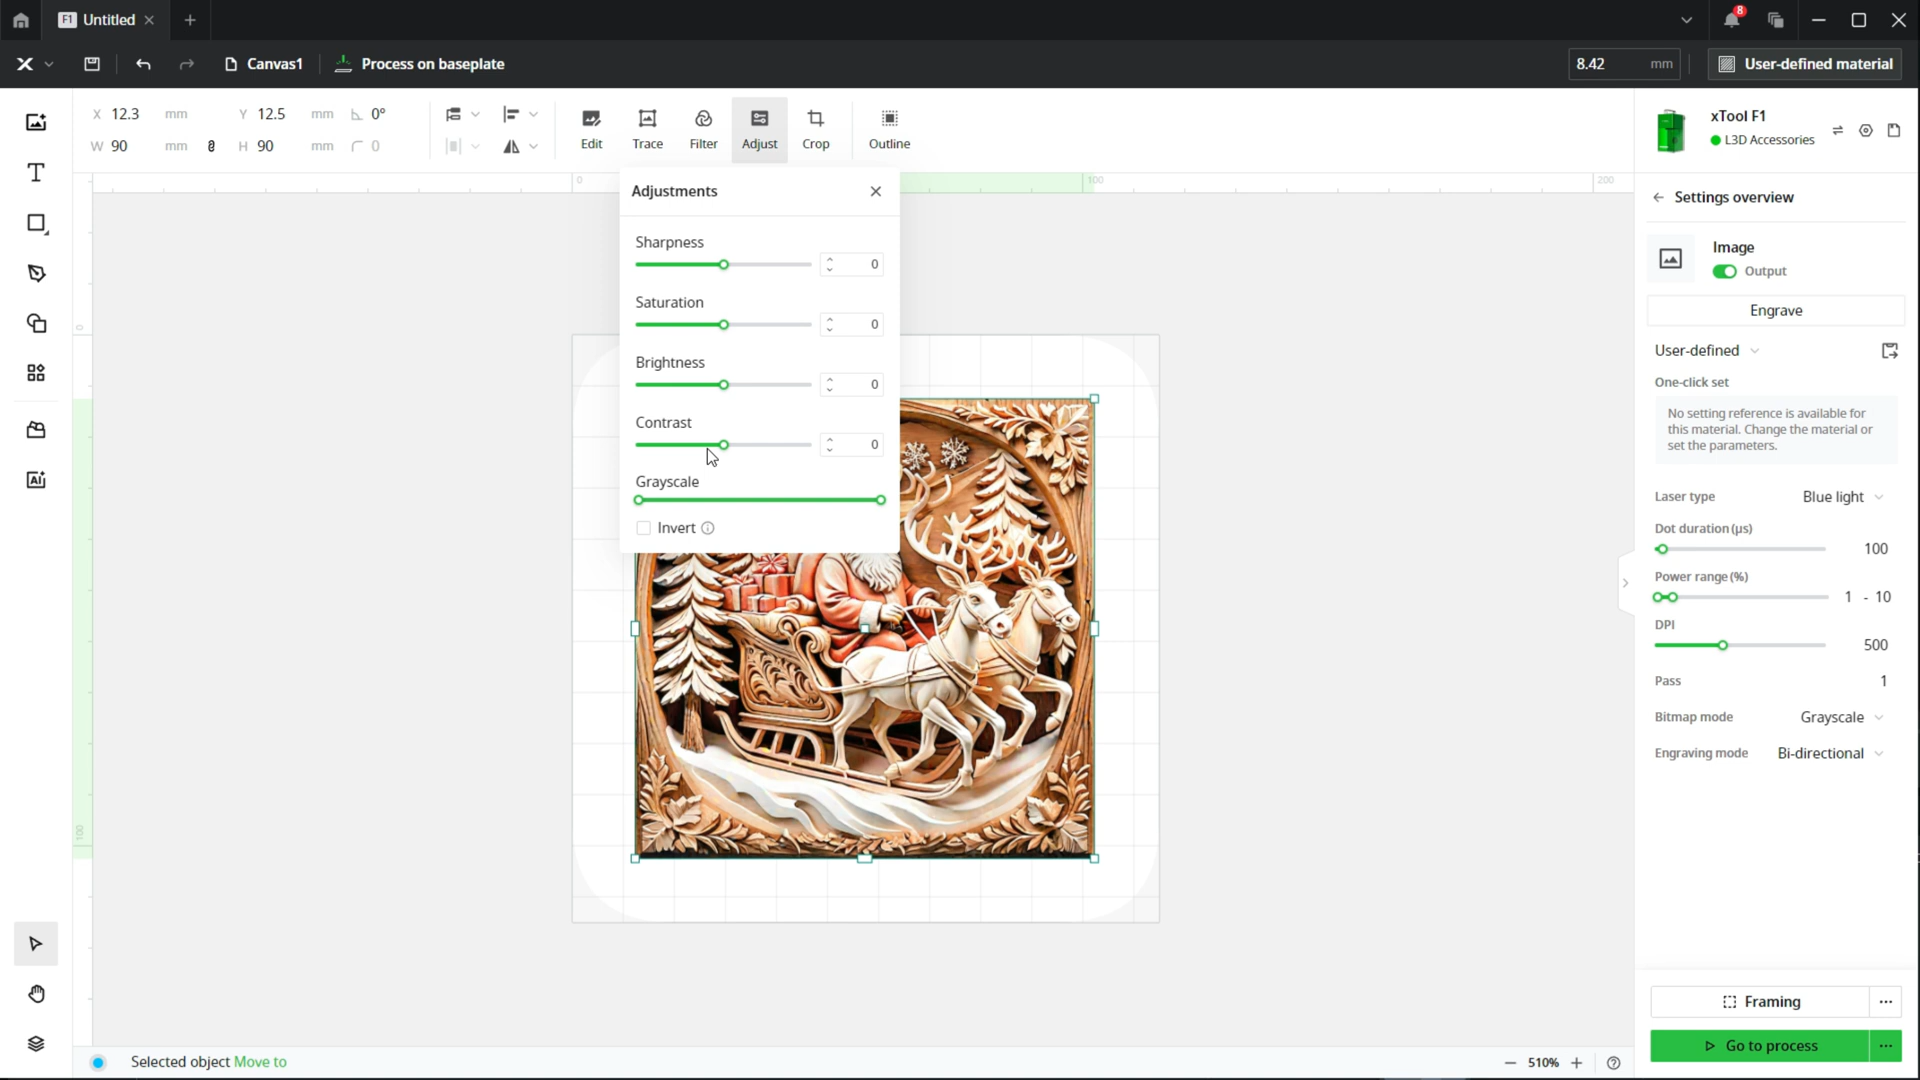 F1 Untitled
8
Canvas1
Process on baseplate
8.42 mm
User-defined material
X 12.3 mm Y 12.5 mm 0°
W 90 mm H 90 mm 0
Edit
Trace
Filter
Adjust
Crop
Outline
xTool F1
L3D Accessories
0
100
200
0
100
Adjustments
Sharpness
0
Saturation
0
Brightness
0
Contrast
0
Grayscale
Invert
Settings overview
Image
Output
Engrave
User-defined
One-click set
No setting reference is available for
this material. Change the material or
set the parameters.
Laser type Blue light
Dot duration (µs)
100
Power range (%)
1 - 10
DPI
500
Pass 1
Bitmap mode Grayscale
Engraving mode Bi-directional
Framing
Go to process
AI
Selected object Move to
510%